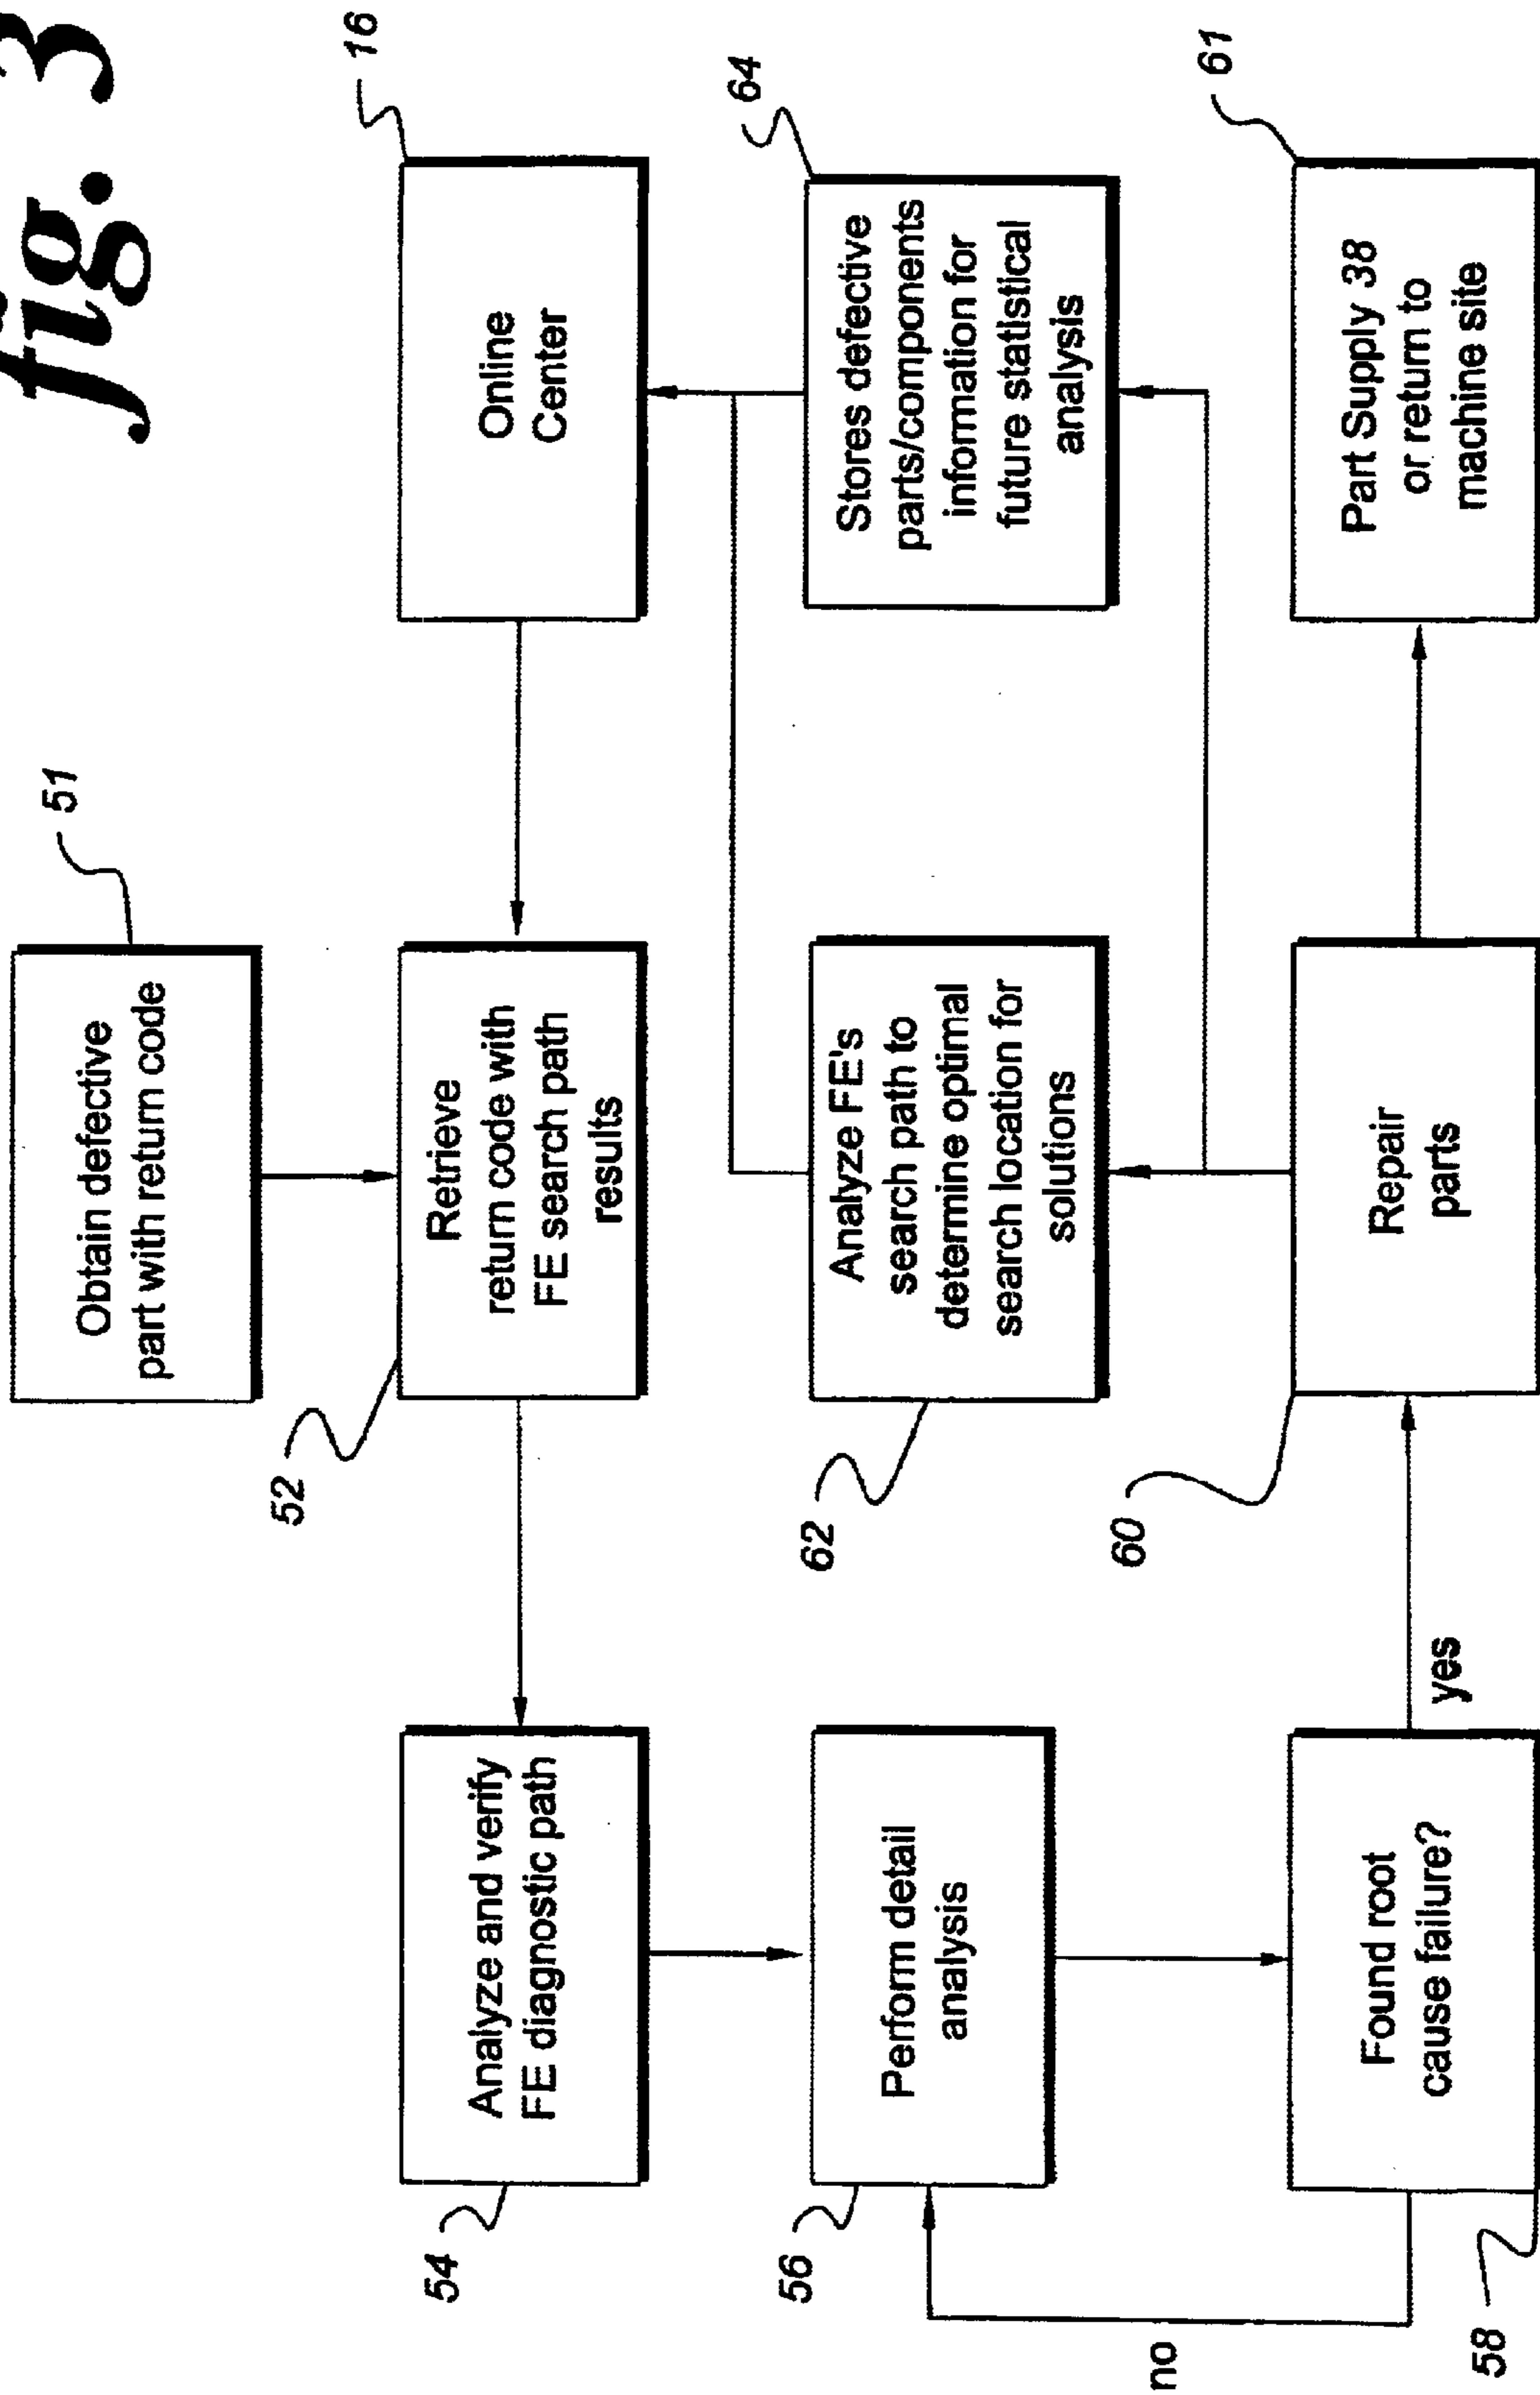 fig. 3
51
Obtain defective
part with return code
52
Retrieve
return code with
FE search path
results
16
Online
Center
54
Analyze and verify
FE diagnostic path
56
Perform detail
analysis
62
Analyze FE's
search path to
determine optimal
search location for
solutions
64
Stores defective
parts/components
information for
future statistical
analysis
no
58
Found root
cause failure?
yes
60
Repair
parts
61
Part Supply 38
or return to
machine site